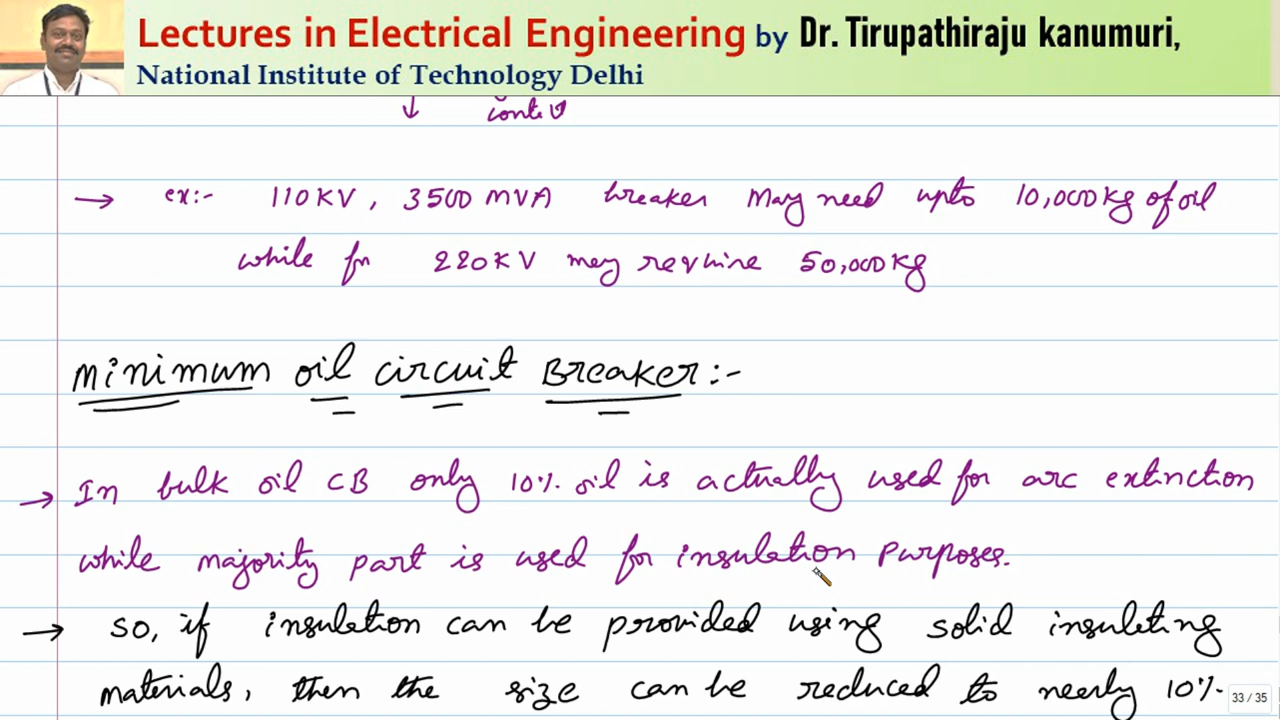 Lectures in Electrical Engineering by Dr. Tirupathiraju kanumuri,
National Institute of Technology Delhi
↓
→ ex:- 110KV, 3500 MVA breaker may need upto 10,000Kg of oil
while for 220KV may require 50,000Kg
Minimum oil circuit Breaker:-
→ In bulk oil CB only 10% oil is actually used for arc extinction
while majority part is used for insulation purposes.
→ so, if insulation can be provided using solid insulating
materials, then the size can be reduced to nearly 10%.
33 / 35